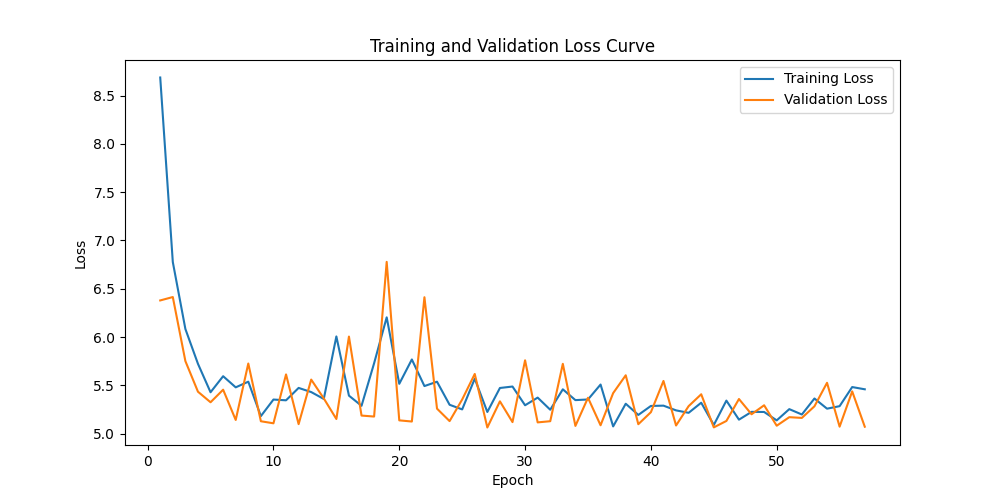 Training and Validation Loss Curve
Training Loss
Validation Loss
8.5
8.0
7.5
7.0
6.5
6.0
5.5
5.0
Loss
0 10 20 30 40 50
Epoch